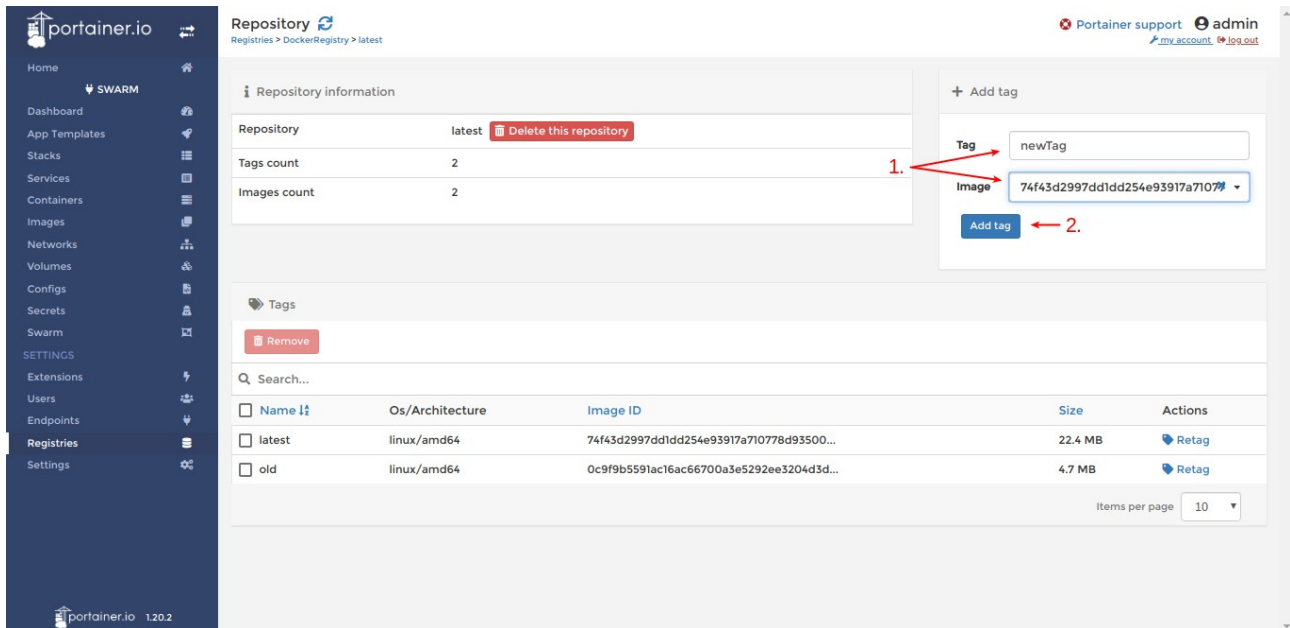 portainer.io
Home
SWARM
Dashboard
App Templates
Stacks
Services
Containers
Images
Networks
Volumes
Configs
Secrets
Swarm
SETTINGS
Extensions
Users
Endpoints
Registries
Settings
portainer.io 1.20.2
Repository
Registries > DockerRegistry > latest
Portainer support admin
my account log out
Repository information
Repository latest Delete this repository
Tags count 2
Images count 2
Add tag
Tag newTag
1.
Image 74f43d2997dd1dd254e93917a71077
Add tag 2.
Tags
Remove
Search...
Name Os/Architecture Image ID Size Actions
latest linux/amd64 74f43d2997dd1dd254e93917a710778d93500... 22.4 MB Retag
old linux/amd64 0c9f9b5591ac16ac66700a3e5292ee3204d3d... 4.7 MB Retag
Items per page 10